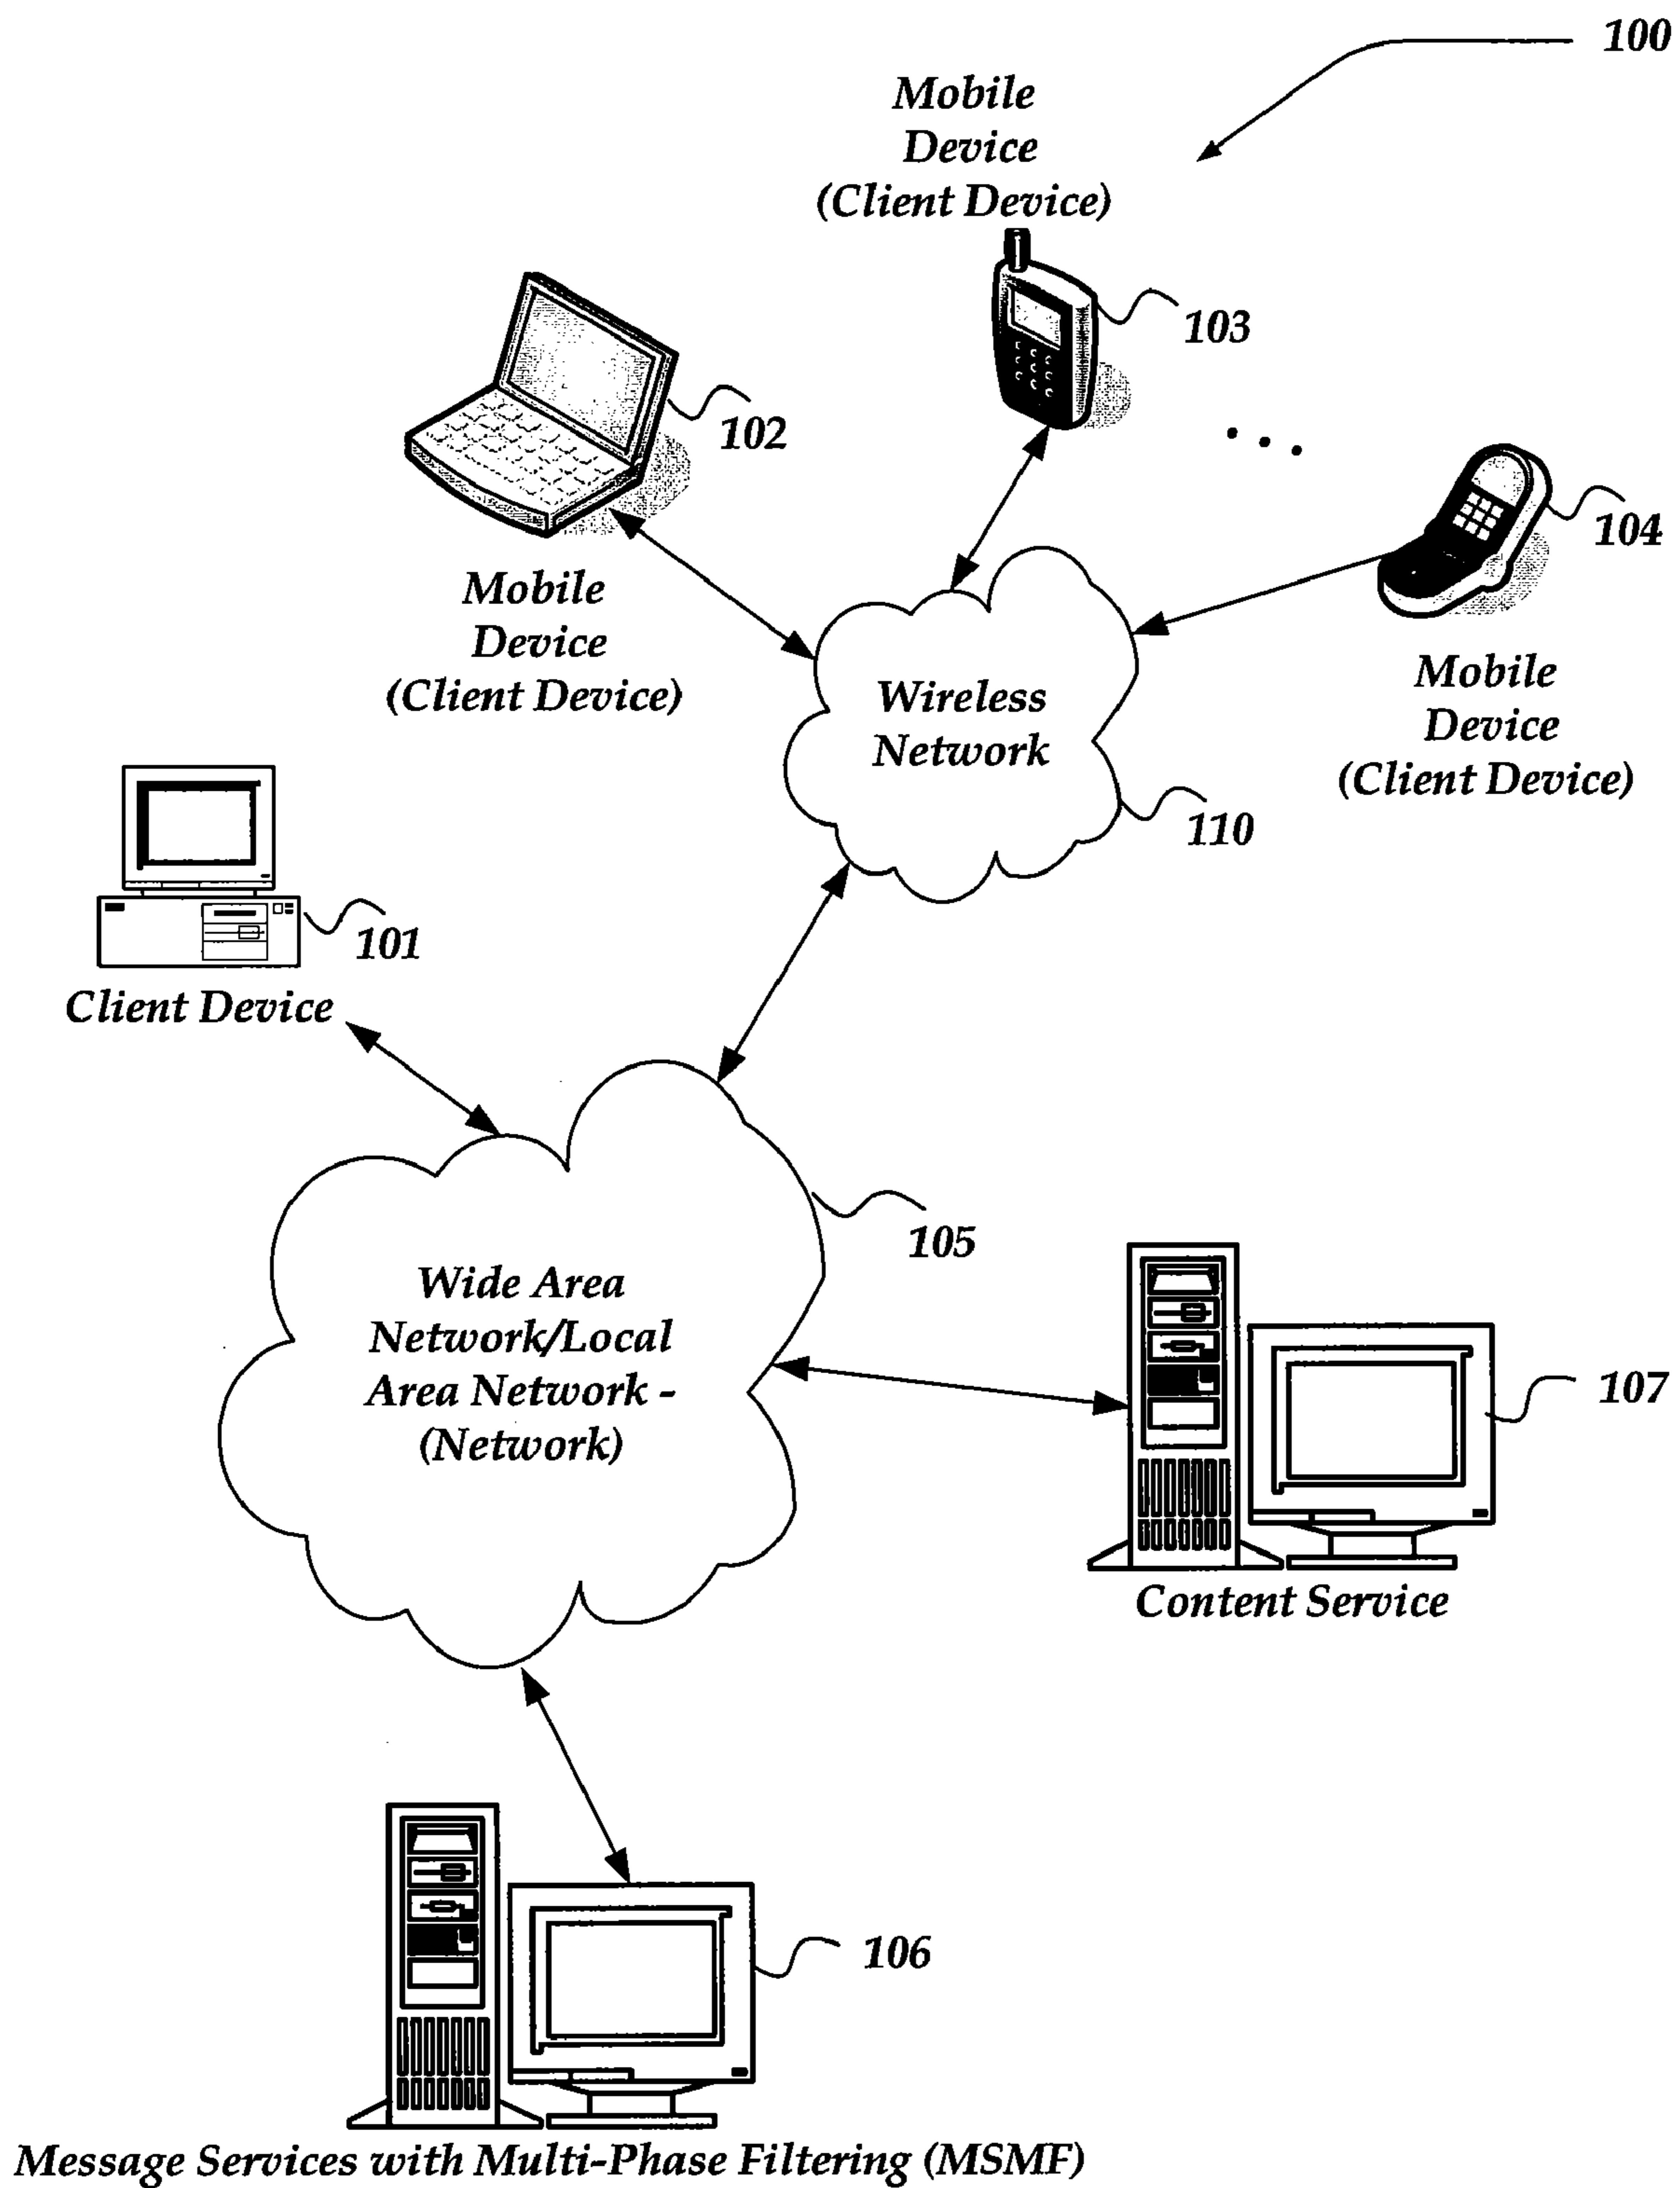 100
Mobile
Device
(Client Device)
103
102
104
Mobile
Device
(Client Device)
Mobile
Device
(Client Device)
Wireless
Network
110
101
Client Device
105
Wide Area
Network/Local
Area Network -
(Network)
107
Content Service
106
Message Services with Multi-Phase Filtering (MSMF)